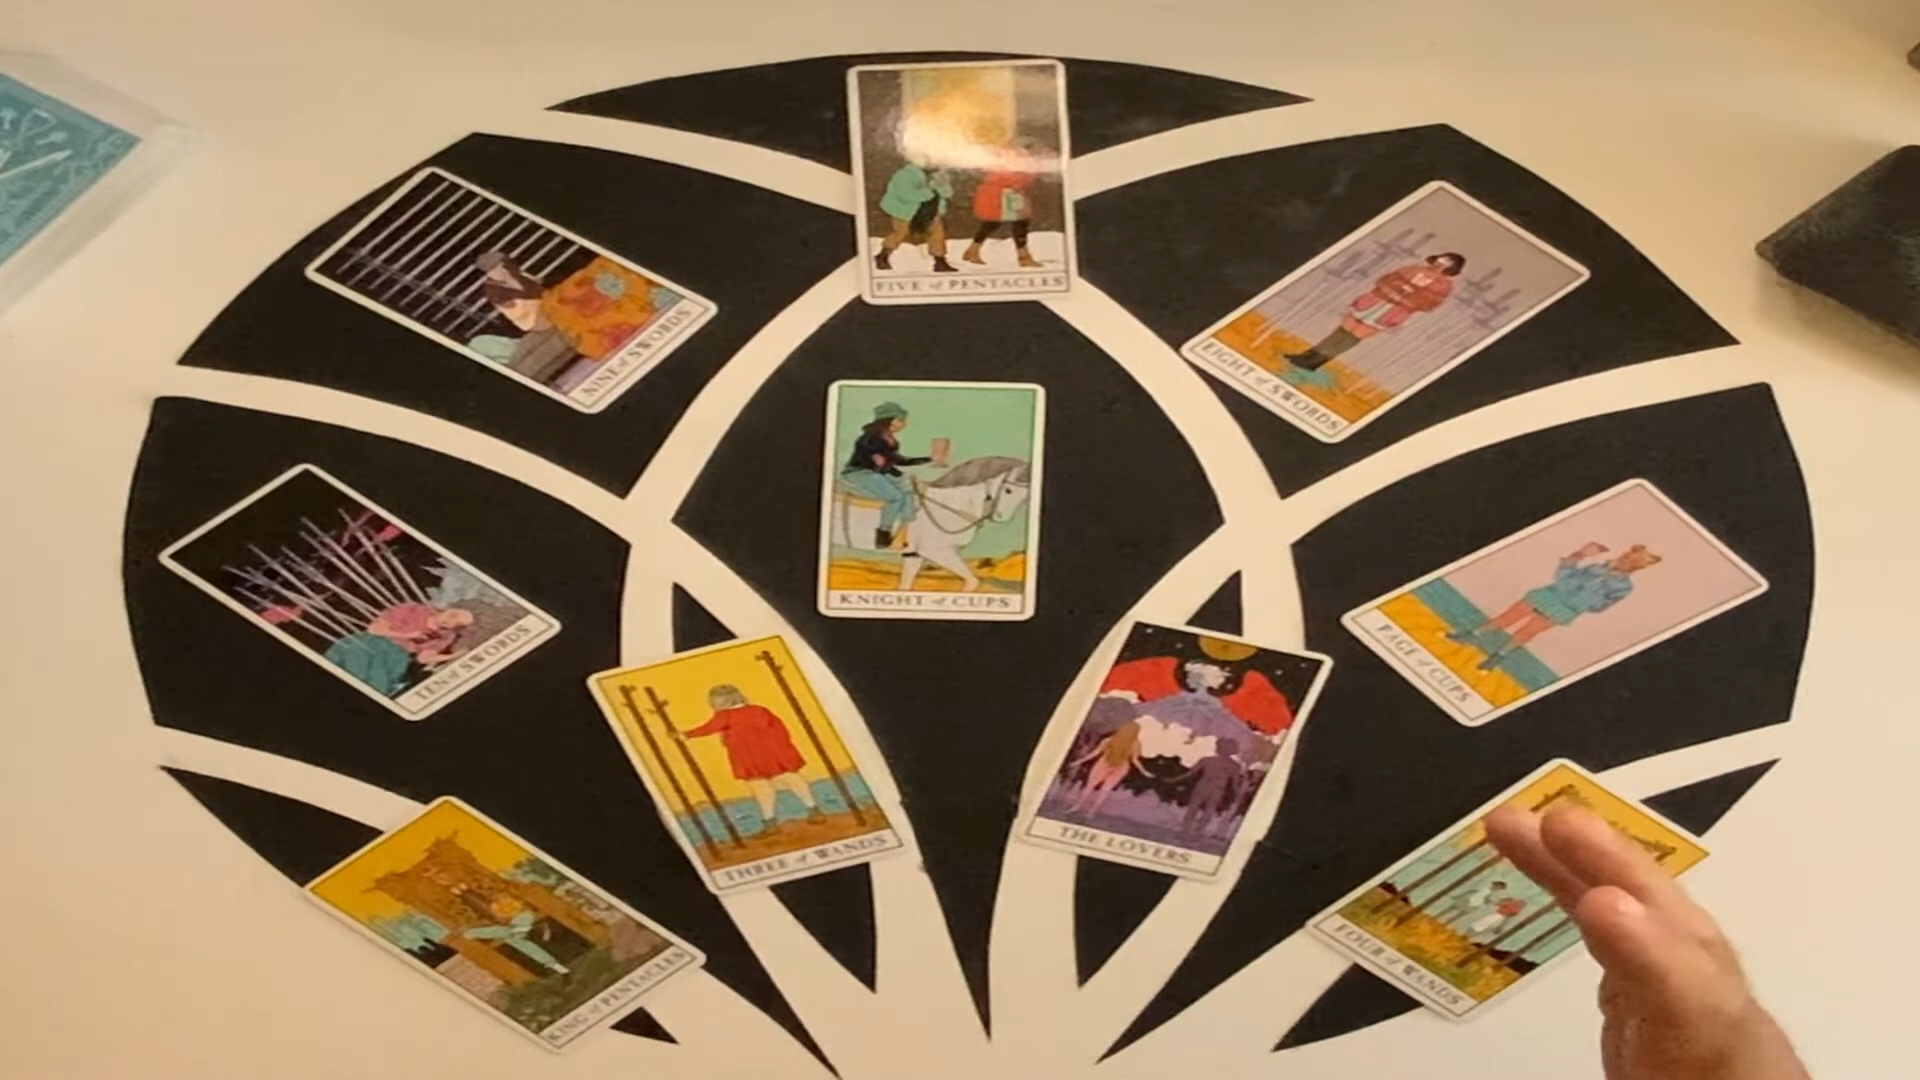 FIVE of PENTACLES
NINE of SWORDS
EIGHT of SWORDS
KNIGHT of CUPS
TEN of SWORDS
PAGE of CUPS
THREE of WANDS
THE LOVERS
KING of PENTACLES
FOUR of WANDS